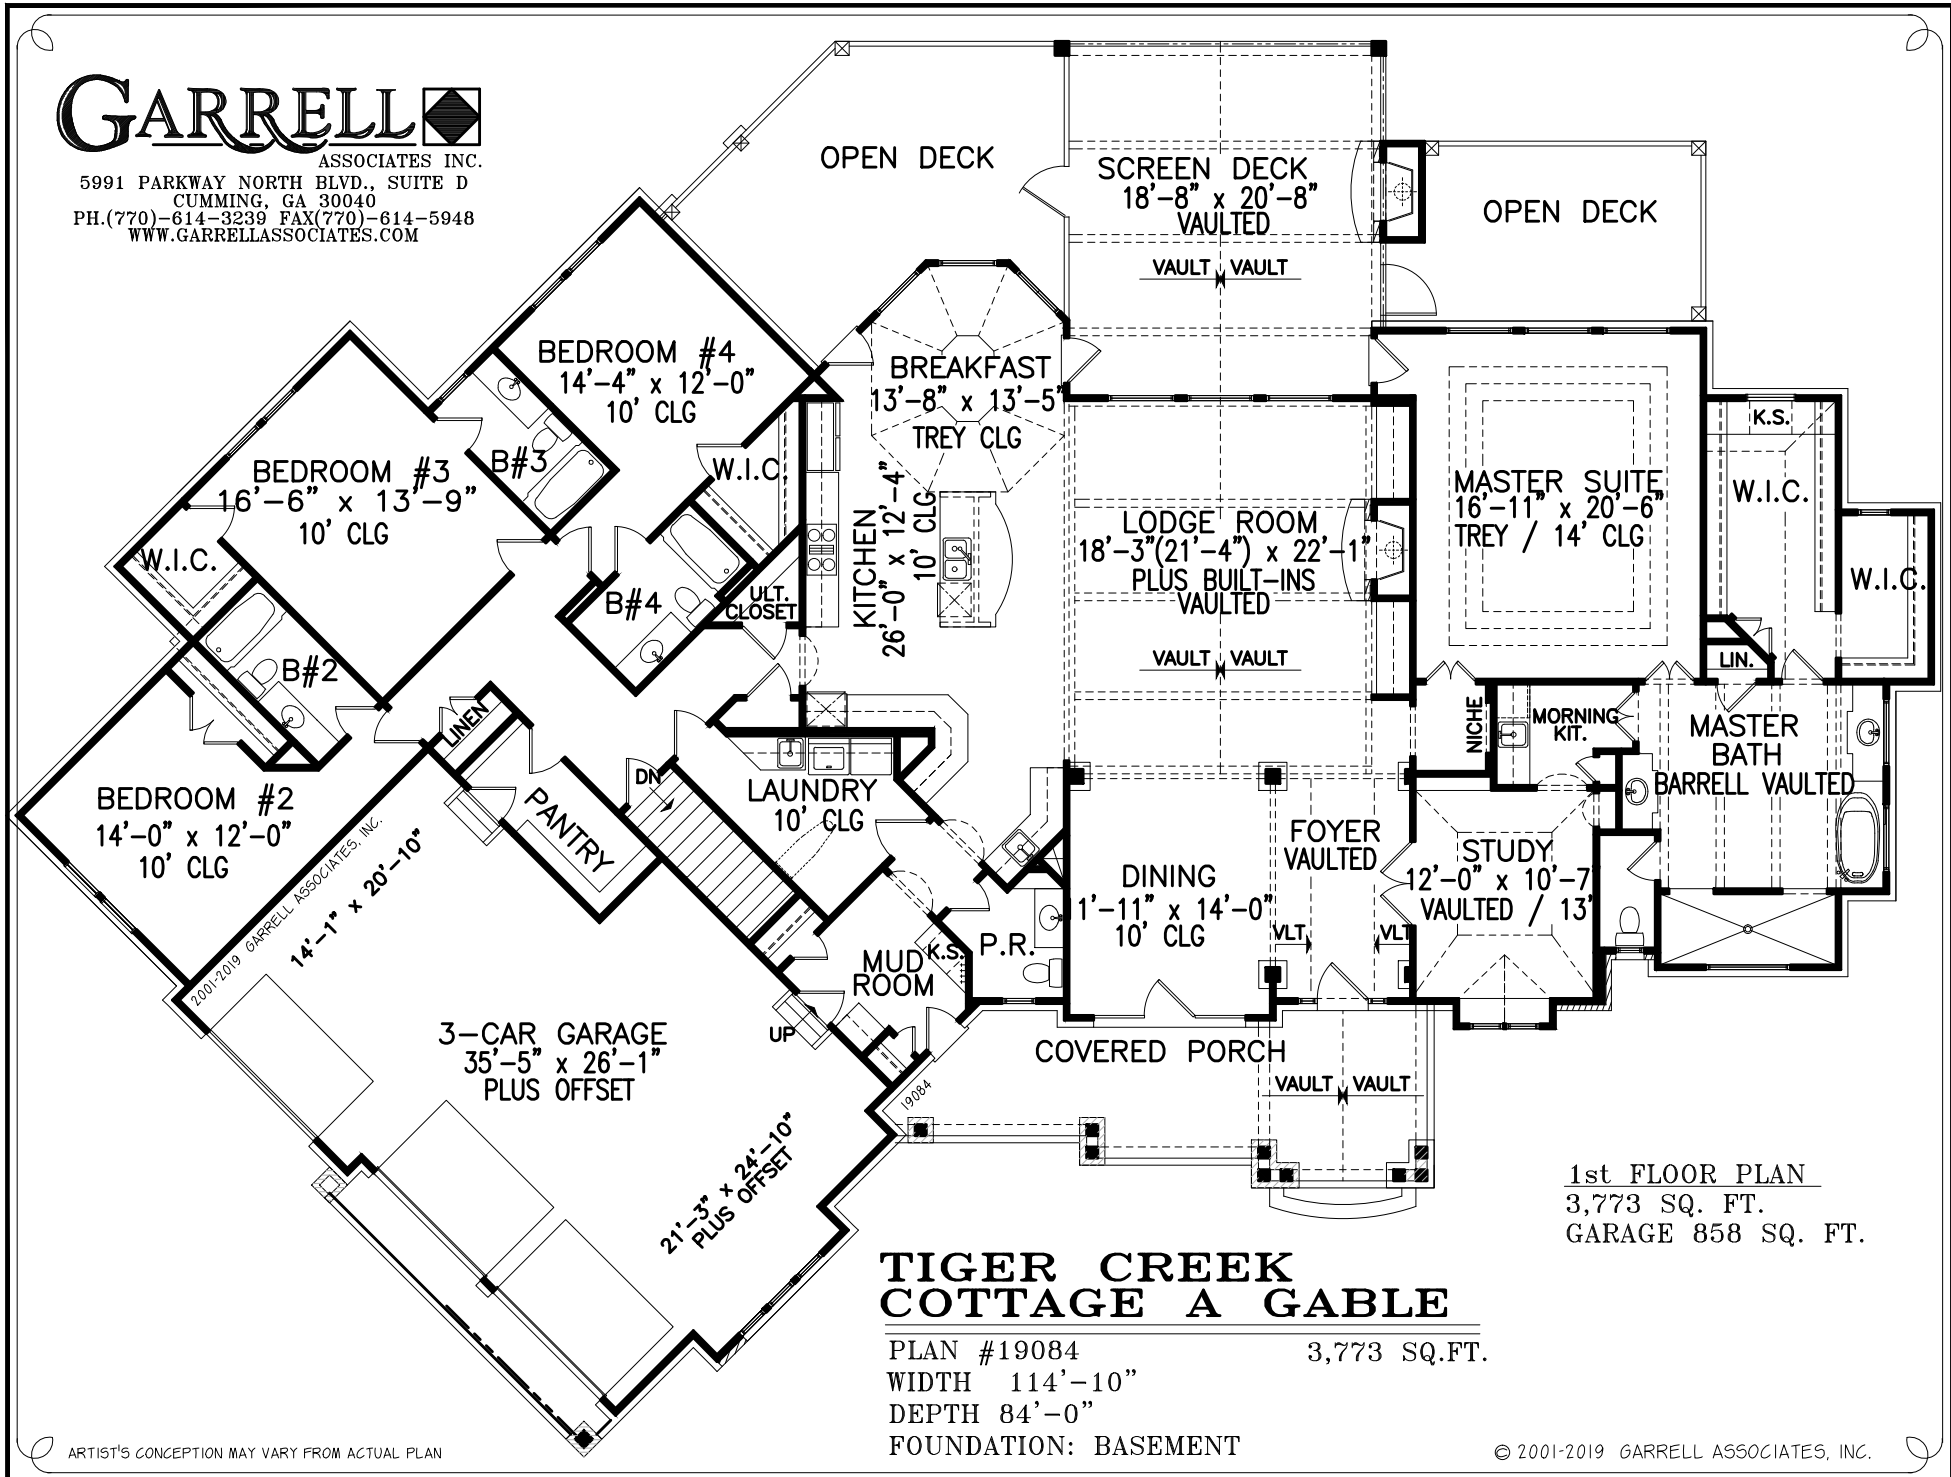 GARRELL
ASSOCIATES INC.
5991 PARKWAY NORTH BLVD., SUITE D
CUMMING, GA 30040
PH.(770)-614-3239 FAX(770)-614-5948
WWW.GARRELLASSOCIATES.COM
OPEN DECK
SCREEN DECK
18'-8" x 20'-8"
VAULTED
VAULT VAULT
OPEN DECK
BEDROOM #4
14'-4" x 12'-0"
10' CLG
BREAKFAST
13'-8" x 13'-5"
TREY CLG
BEDROOM #3
16'-6" x 13'-9"
10' CLG
B#3
W.I.C.
W.I.C.
KITCHEN
26'-0" x 12'-4"
10' CLG
LODGE ROOM
18'-3"(21'-4") x 22'-1"
PLUS BUILT-INS
VAULTED
VAULT VAULT
MASTER SUITE
16'-11" x 20'-6"
TREY / 14' CLG
K.S.
W.I.C.
W.I.C.
LIN.
B#4
ULT.
CLOSET
B#2
LINEN
NICHE
MORNING
KIT.
MASTER
BATH
BARRELL VAULTED
BEDROOM #2
14'-0" x 12'-0"
10' CLG
PANTRY
DN
LAUNDRY
10' CLG
FOYER
VAULTED
STUDY
12'-0" x 10'-7"
VAULTED / 13'
DINING
11'-11" x 14'-0"
10' CLG
VLT
VLT
2001-2019 GARRELL ASSOCIATES, INC.
14'-1" x 20'-10"
MUD
ROOM
K.S.
P.R.
UP
3-CAR GARAGE
35'-5" x 26'-1"
PLUS OFFSET
COVERED PORCH
VAULT VAULT
19084
21'-3" x 24'-10"
PLUS OFFSET
1st FLOOR PLAN
3,773 SQ. FT.
GARAGE 858 SQ. FT.
TIGER CREEK
COTTAGE A GABLE
PLAN #19084 3,773 SQ.FT.
WIDTH 114'-10"
DEPTH 84'-0"
FOUNDATION: BASEMENT
ARTIST'S CONCEPTION MAY VARY FROM ACTUAL PLAN
© 2001-2019 GARRELL ASSOCIATES, INC.